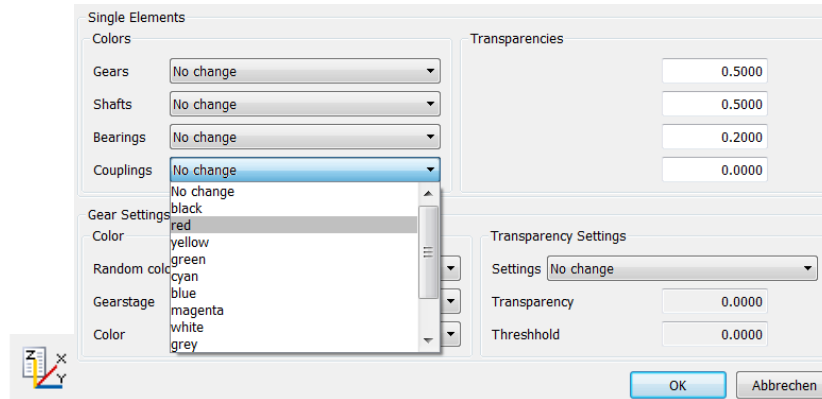 Single Elements
Colors
Transparencies
Gears No change 0.5000
Shafts No change 0.5000
Bearings No change 0.2000
Couplings No change 0.0000
No change
black
red
yellow
green
cyan
blue
magenta
white
grey
Gear Settings
Color
Random
Gearstage
Color
Transparency Settings
Settings No change
Transparency 0.0000
Threshhold 0.0000
Z X
Y
OK Abbrechen